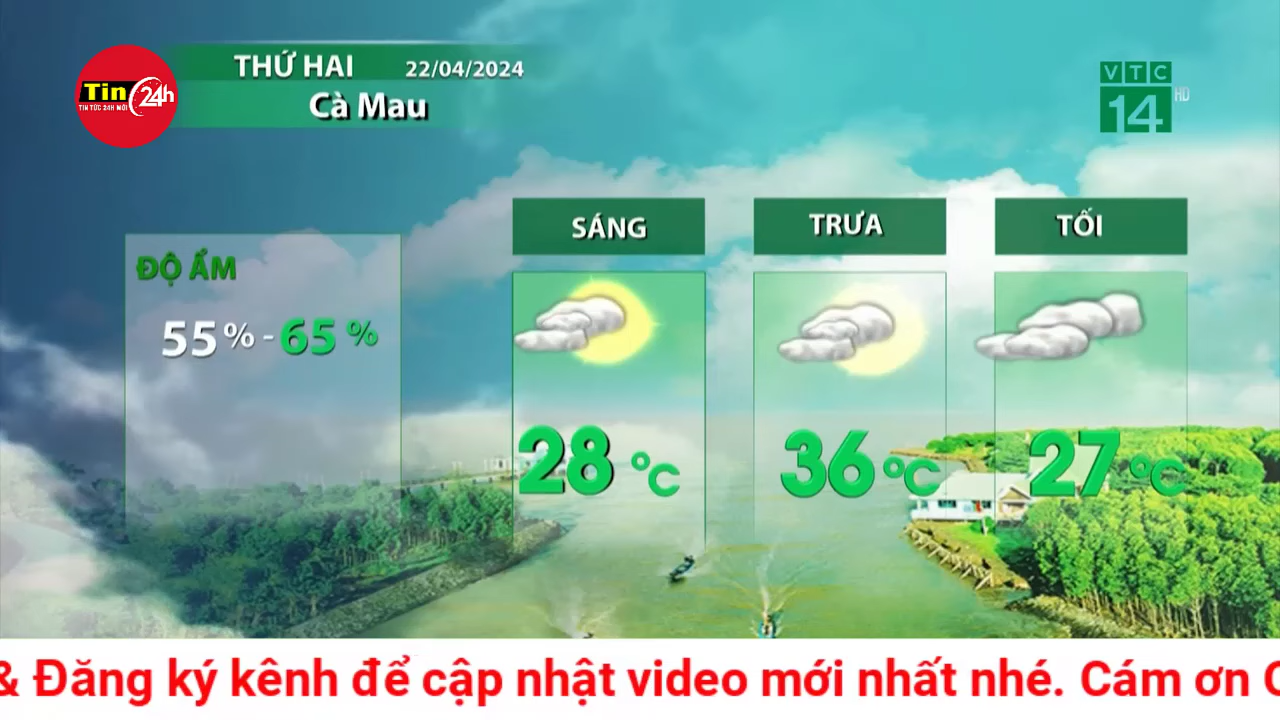 THỨ HAI 22/04/2024
Cà Mau
Tin 24h
TIN TỨC 24H MỚI
VTC
14 HD
SÁNG TRƯA TỐI
ĐỘ ẨM
55% - 65 %
28 °C 36 °C 27 °C
& Đăng ký kênh để cập nhật video mới nhất nhé. Cám ơn C